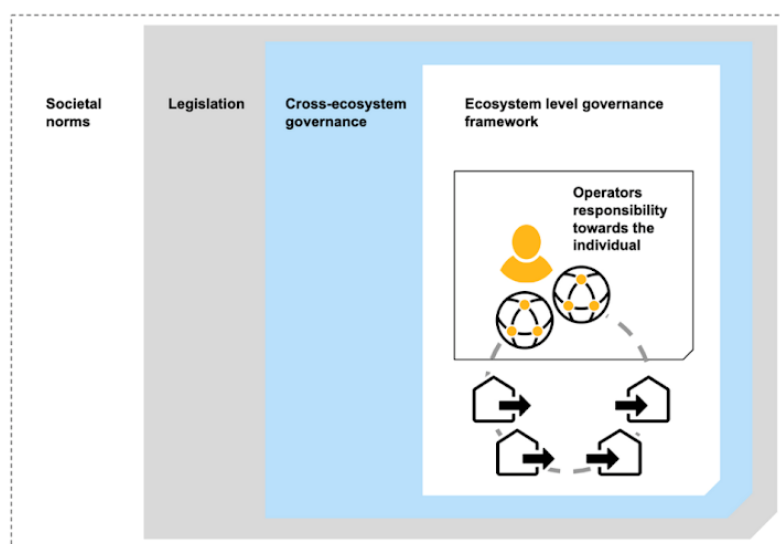 Societal
norms
Legislation
Cross-ecosystem
governance
Ecosystem level governance
framework
Operators
responsibility
towards the
individual